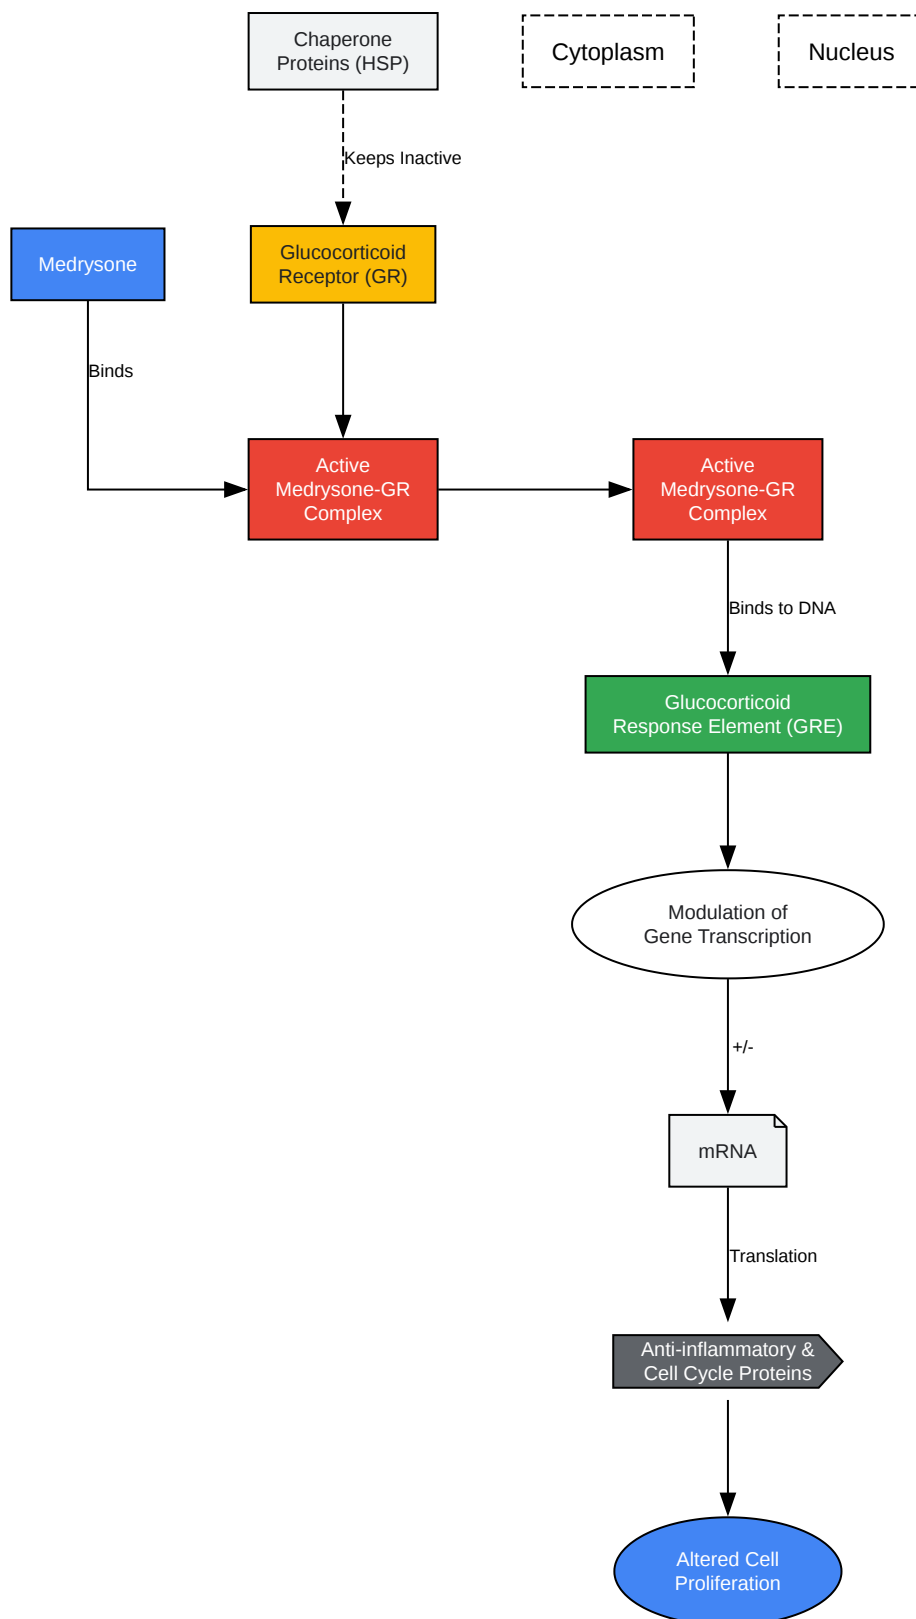 Chaperone
Proteins (HSP)
Cytoplasm
Nucleus
Keeps Inactive
Medrysone
Glucocorticoid
Receptor (GR)
Binds
Active
Medrysone-GR
Complex
Active
Medrysone-GR
Complex
Binds to DNA
Glucocorticoid
Response Element (GRE)
Modulation of
Gene Transcription
+/-
mRNA
Translation
Anti-inflammatory &
Cell Cycle Proteins
Altered Cell
Proliferation